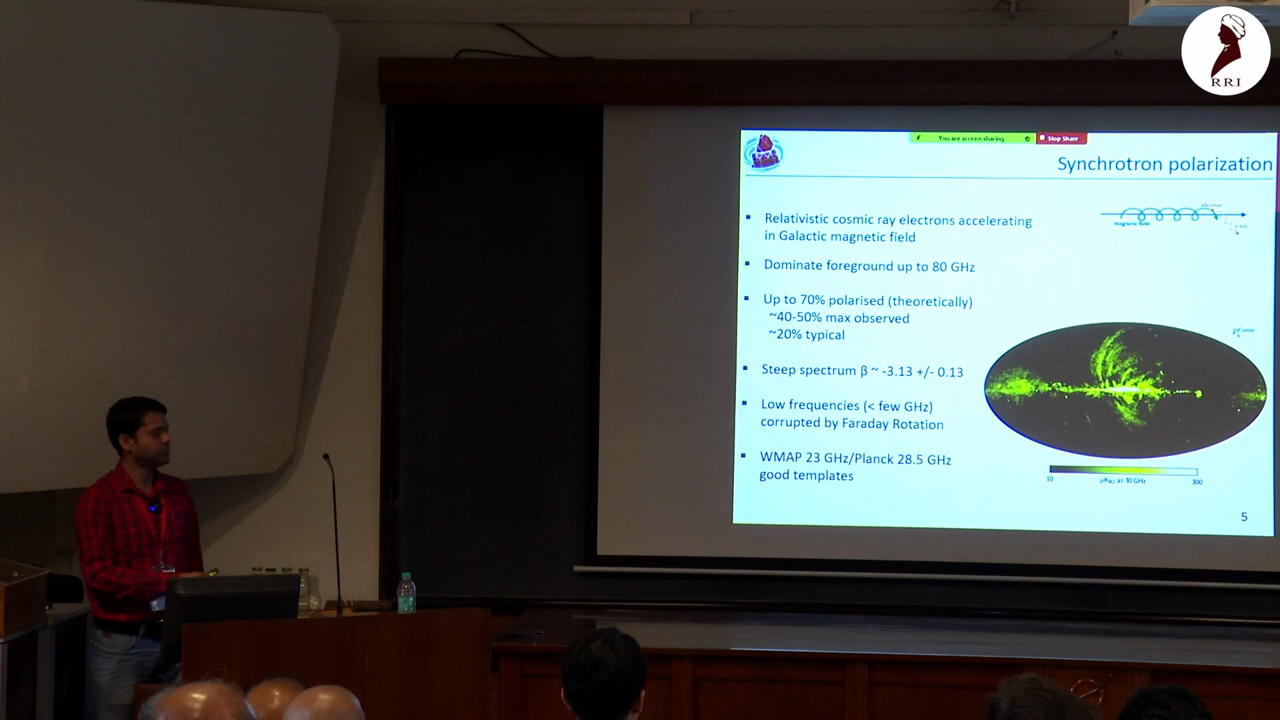 RRI
You are screen sharing
Stop Share
Synchrotron polarization
Relativistic cosmic ray electrons accelerating
in Galactic magnetic field
electron
magnetic field
Dominate foreground up to 80 GHz
Up to 70% polarised (theoretically)
~40-50% max observed
~20% typical
Steep spectrum β ~ -3.13 +/- 0.13
Low frequencies (< few GHz)
corrupted by Faraday Rotation
WMAP 23 GHz/Planck 28.5 GHz
good templates
10
300
5